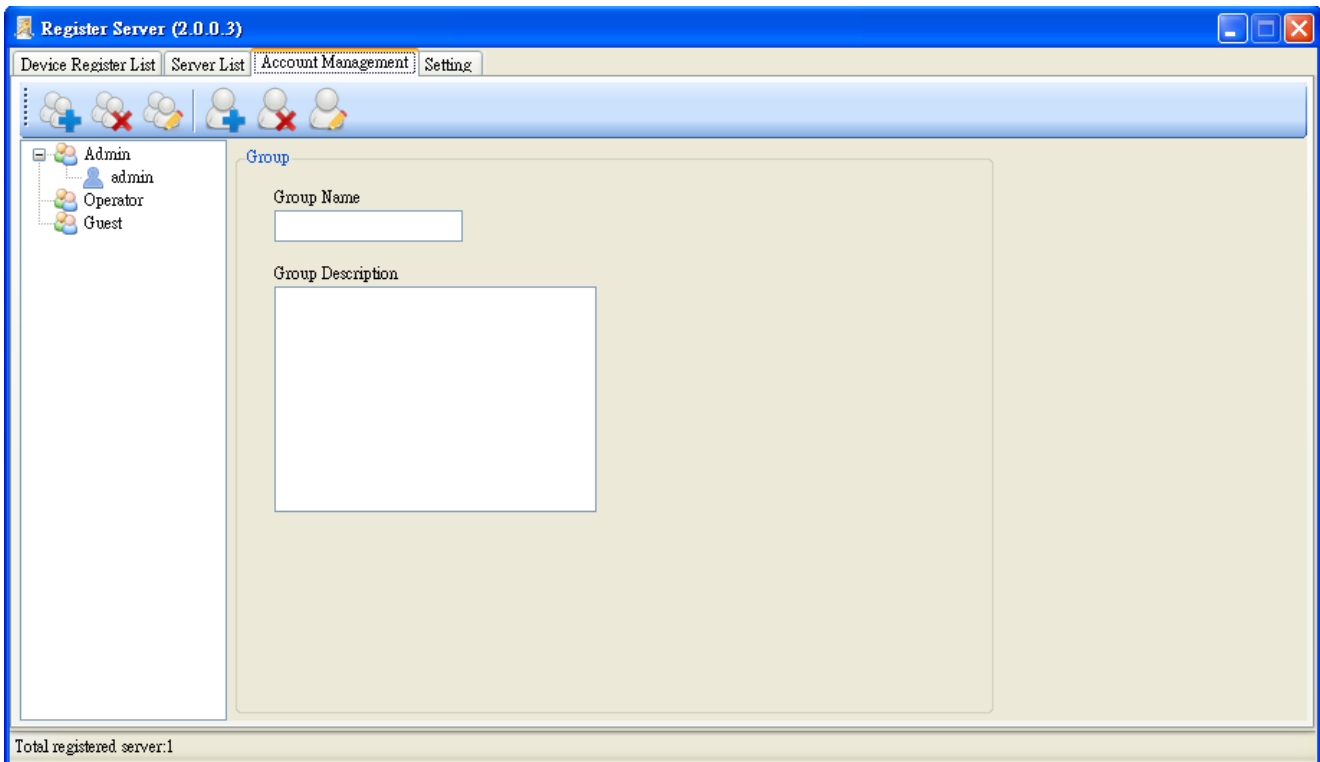 Register Server (2.0.0.3)
Device Register List Server List Account Management Setting
Admin
admin
Operator
Guest
Group
Group Name
Group Description
Total registered server:1